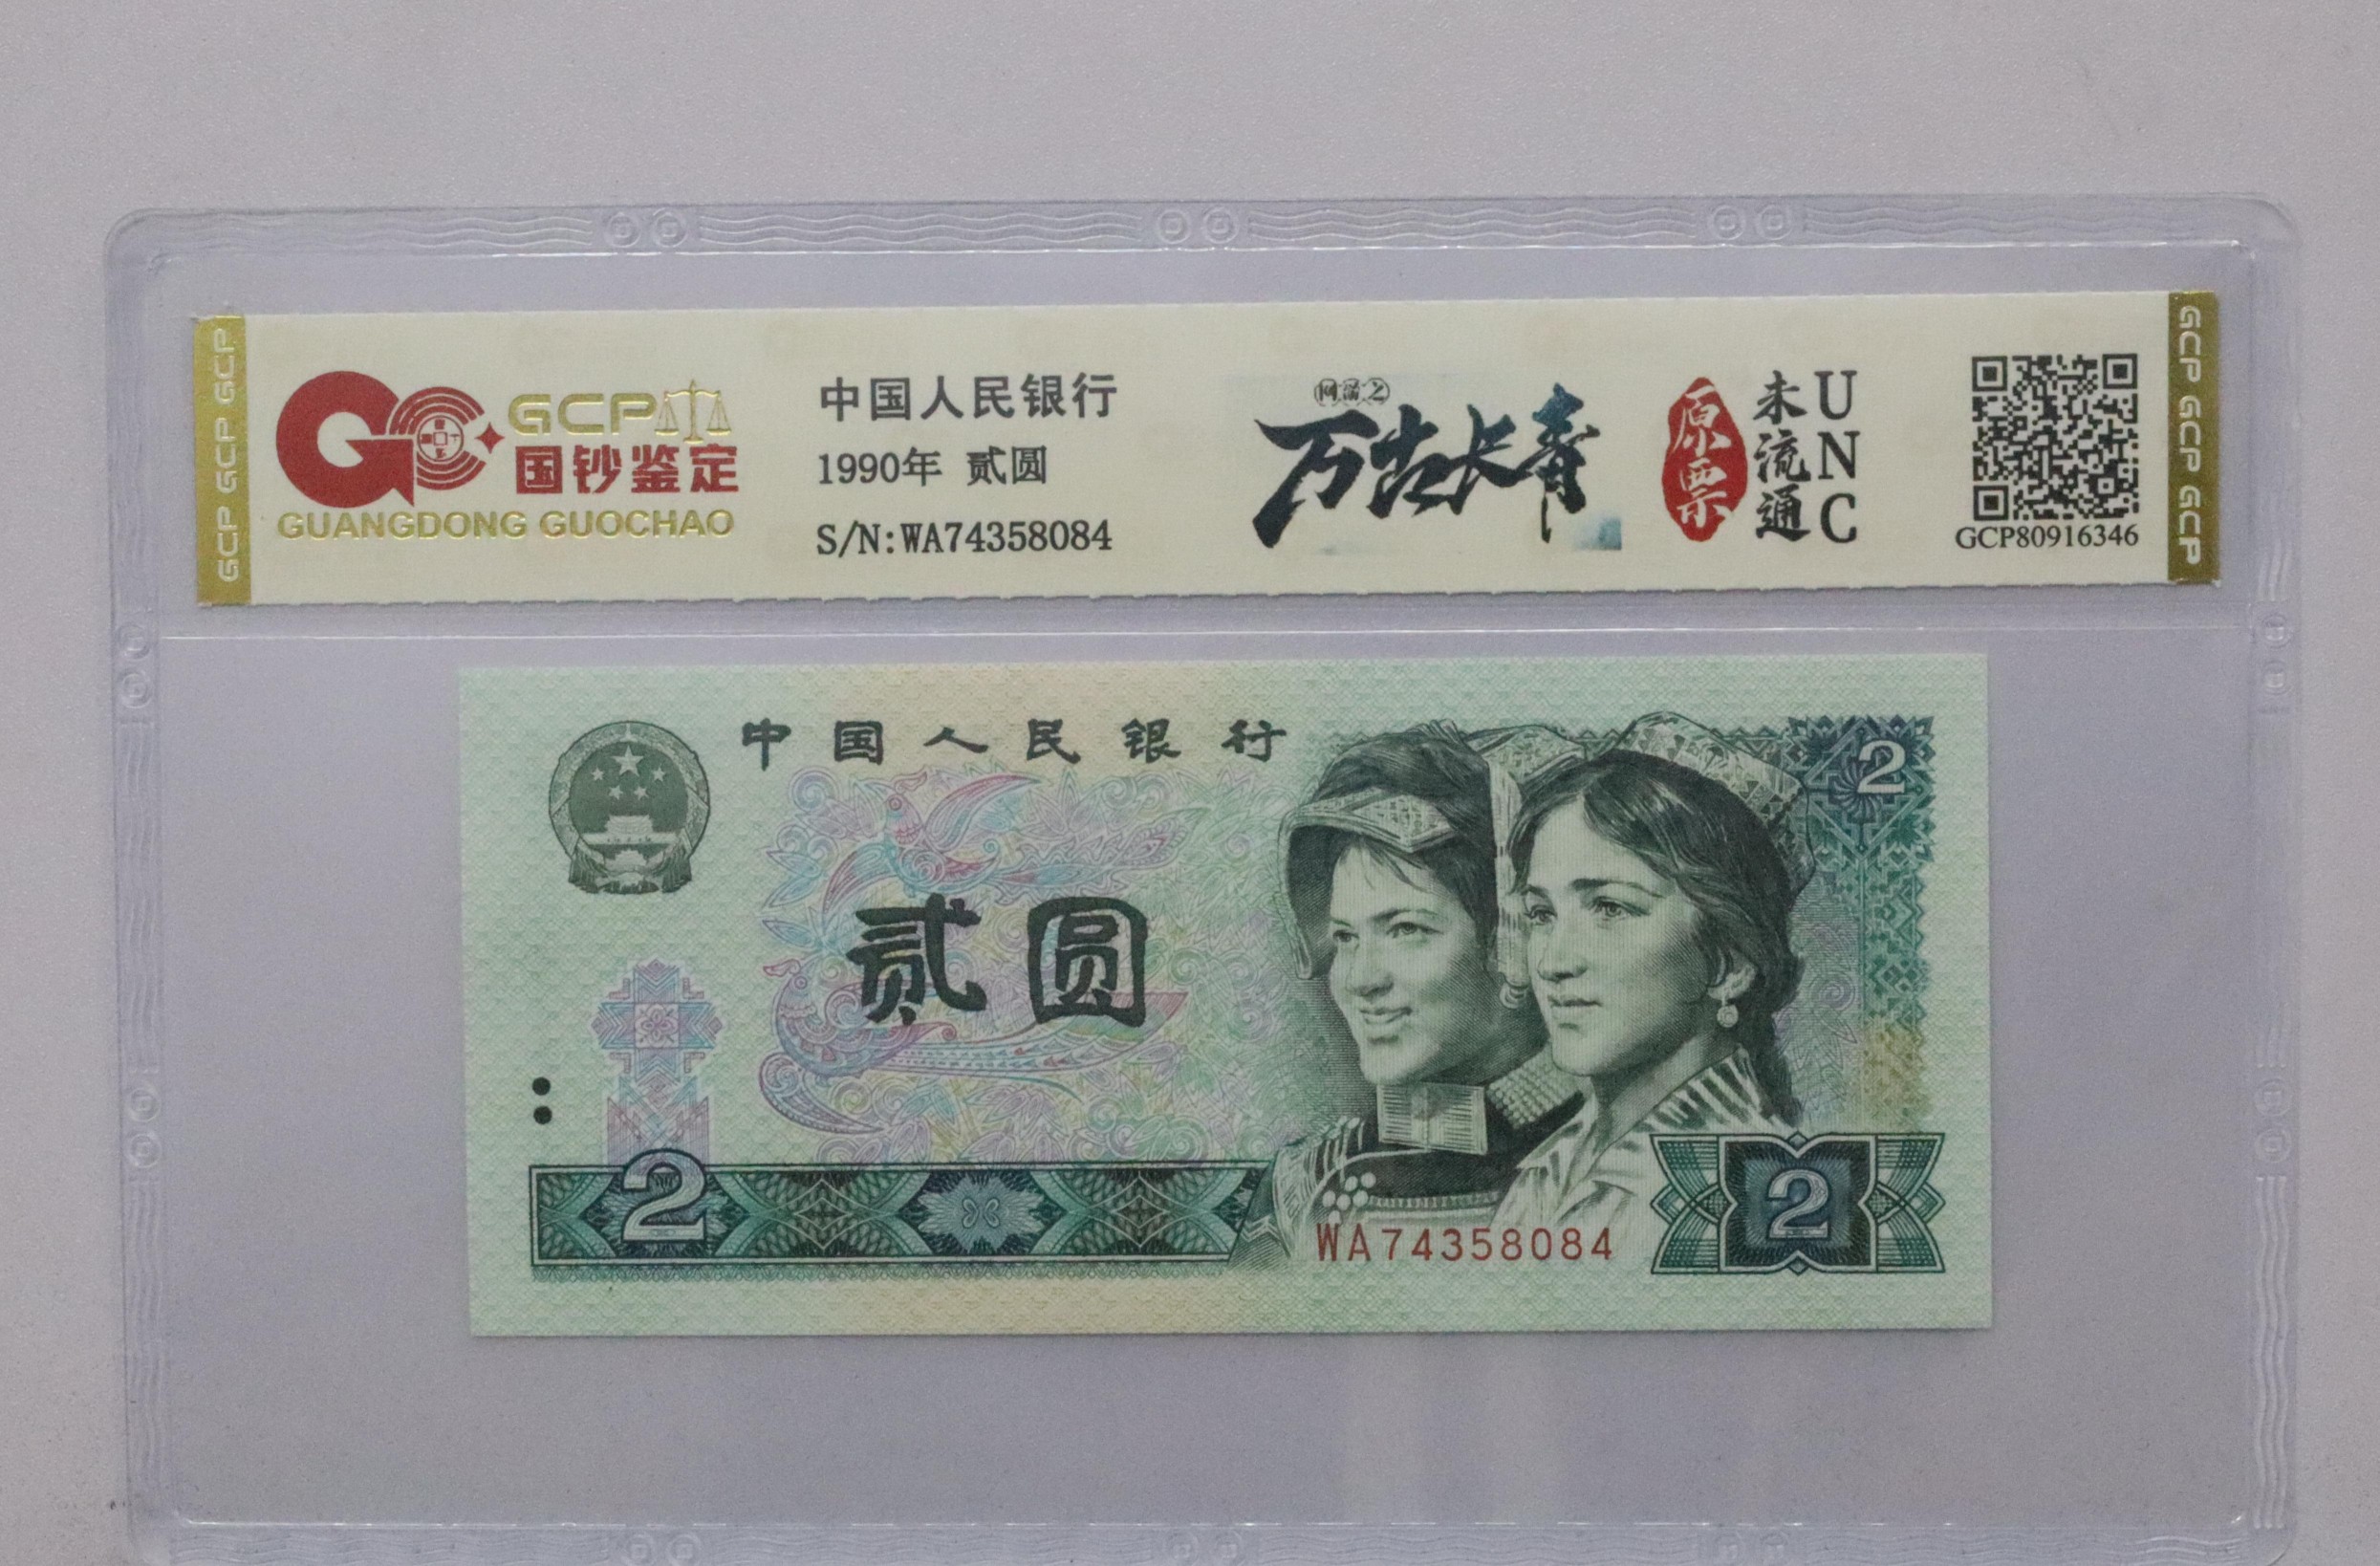 GCP GCP GCP
GCP
国钞鉴定
GUANGDONG GUOCHAO
中国人民银行
1990年 贰圆
S/N:WA74358084
万古长青
原票
未流通
UNC
GCP80916346
GCP GCP GCP
中国人民银行
2
贰圆
2
WA74358084
2